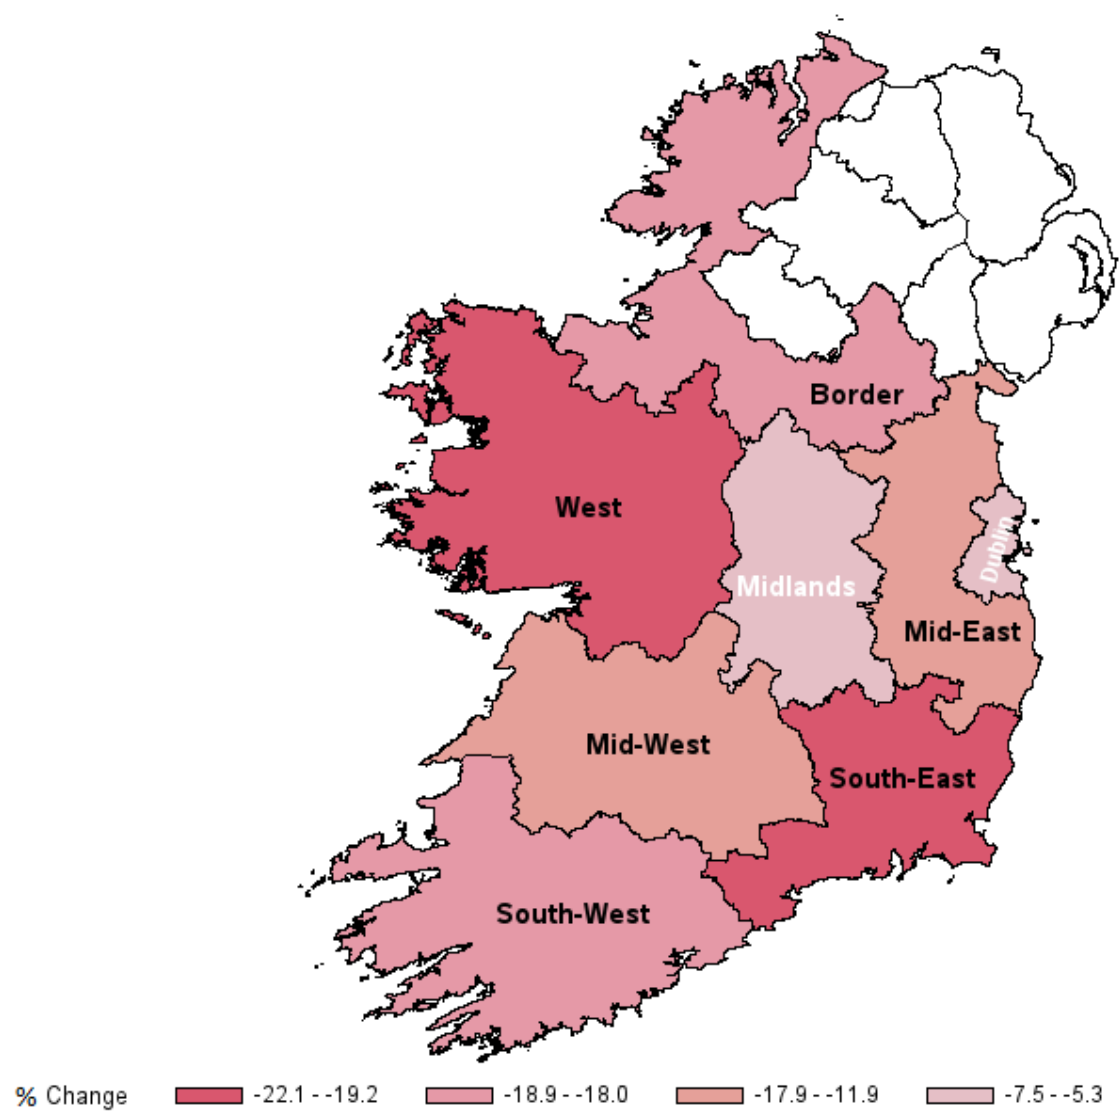 Border
West
Dublin
Midlands
Mid-East
Mid-West
South-East
South-West
% Change -22.1 - -19.2 -18.9 - -18.0 -17.9 - -11.9 -7.5 - -5.3